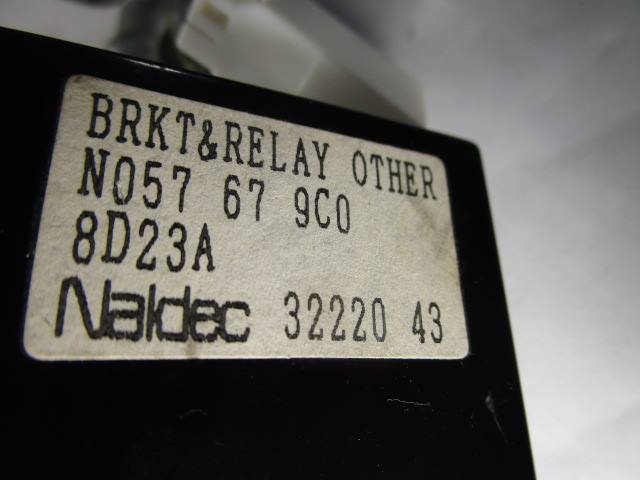 BRKT&RELAY OTHER
N057 67 9C0
8D23A
Naldec 32220 43